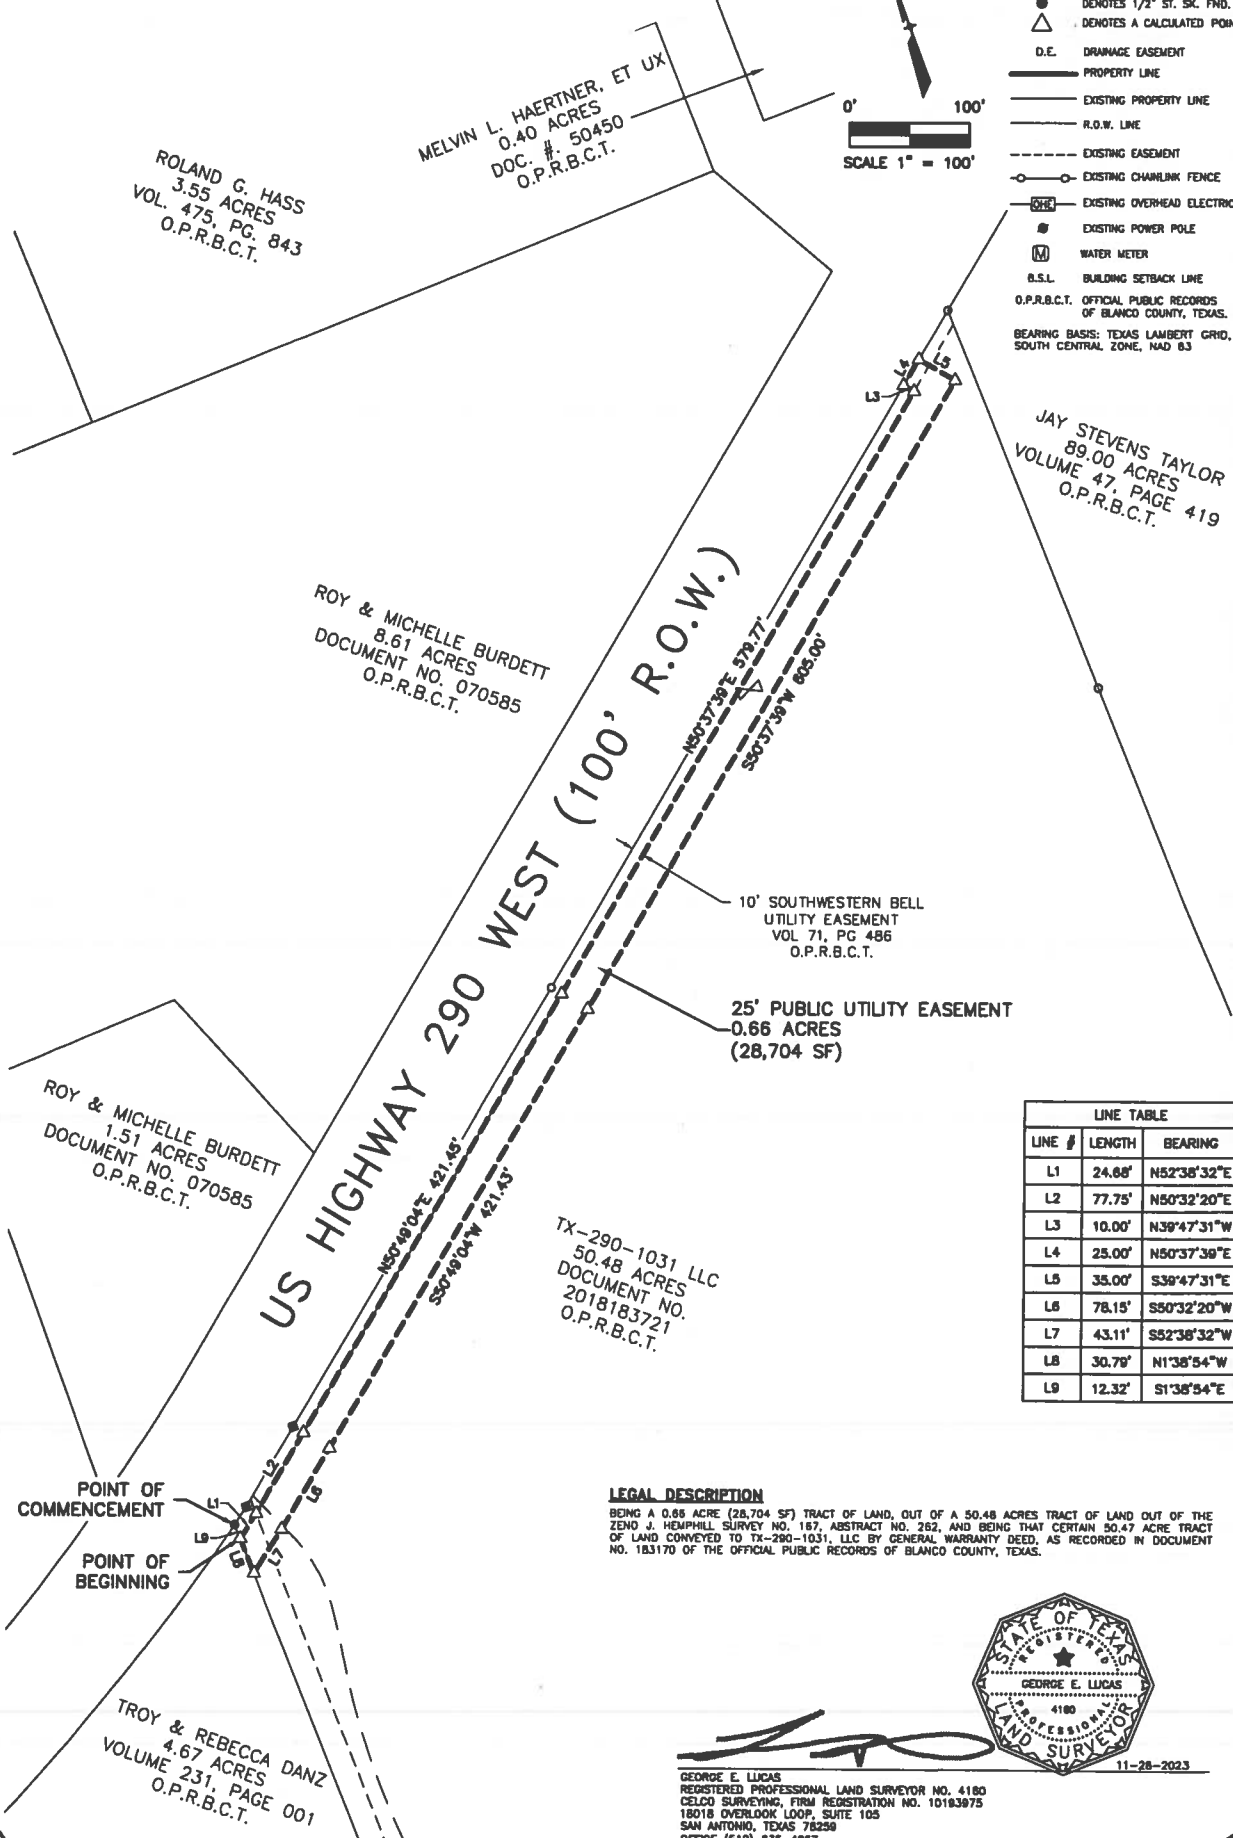 DENOTES 1/2" ST. SK. FND.
DENOTES A CALCULATED
D.E. DRAINAGE EASEMENT
PROPERTY LINE
EXISTING PROPERTY LINE
R.O.W. LINE
EXISTING EASEMENT
EXISTING CHAINLINK FENCE
OHE EXISTING OVERHEAD ELECTRIC
EXISTING POWER POLE
M WATER METER
B.S.L. BUILDING SETBACK LINE
O.P.R.B.C.T. OFFICIAL PUBLIC RECORDS
OF BLANCO COUNTY, TEXAS.
BEARING BASIS: TEXAS LAMBERT GRID,
SOUTH CENTRAL ZONE, NAD 83
0' 100'
SCALE 1" = 100'
MELVIN L. HAERTNER, ET UX
0.40 ACRES
DOC. #. 50450
O.P.R.B.C.T.
ROLAND G. HASS
3.55 ACRES
VOL. 475, PG. 843
O.P.R.B.C.T.
L4
L5
L3
JAY STEVENS TAYLOR
89.00 ACRES
VOLUME 47, PAGE 419
O.P.R.B.C.T.
ROY & MICHELLE BURDETT
8.61 ACRES
DOCUMENT NO. 070585
O.P.R.B.C.T.
US HIGHWAY 290 WEST (100' R.O.W.)
N50°37'39"E 579.77'
S50°37'39"W 605.00'
10' SOUTHWESTERN BELL
UTILITY EASEMENT
VOL 71, PG 486
O.P.R.B.C.T.
25' PUBLIC UTILITY EASEMENT
0.66 ACRES
(28,704 SF)
ROY & MICHELLE BURDETT
1.51 ACRES
DOCUMENT NO. 070585
O.P.R.B.C.T.
N50°49'04"E 421.45'
S50°49'04"W 421.43'
TX-290-1031 LLC
50.48 ACRES
DOCUMENT NO.
2018183721
O.P.R.B.C.T.
LINE TABLE
LINE # LENGTH BEARING
L1 24.68' N52°38'32"E
L2 77.75' N50°32'20"E
L3 10.00' N39°47'31"W
L4 25.00' N50°37'39"E
L5 35.00' S39°47'31"E
L6 78.15' S50°32'20"W
L7 43.11' S52°38'32"W
L8 30.79' N1°38'54"W
L9 12.32' S1°38'54"E
L2
L6
L1
L9
L8
L7
POINT OF
COMMENCEMENT
POINT OF
BEGINNING
TROY & REBECCA DANZ
4.67 ACRES
VOLUME 231, PAGE 001
O.P.R.B.C.T.
LEGAL DESCRIPTION
BEING A 0.66 ACRE (28,704 SF) TRACT OF LAND, OUT OF A 50.48 ACRES TRACT OF LAND OUT OF THE
ZENO J. HEMPHILL SURVEY NO. 167, ABSTRACT NO. 262, AND BEING THAT CERTAIN 50.47 ACRE TRACT
OF LAND CONVEYED TO TX-290-1031, LLC BY GENERAL WARRANTY DEED, AS RECORDED IN DOCUMENT
NO. 183170 OF THE OFFICIAL PUBLIC RECORDS OF BLANCO COUNTY, TEXAS.
STATE OF TEXAS
REGISTERED
GEORGE E. LUCAS
4180
PROFESSIONAL
LAND SURVEYOR
11-28-2023
GEORGE E. LUCAS
REGISTERED PROFESSIONAL LAND SURVEYOR NO. 4180
CELCO SURVEYING, FIRM REGISTRATION NO. 10193975
18018 OVERLOOK LOOP, SUITE 105
SAN ANTONIO, TEXAS 78259